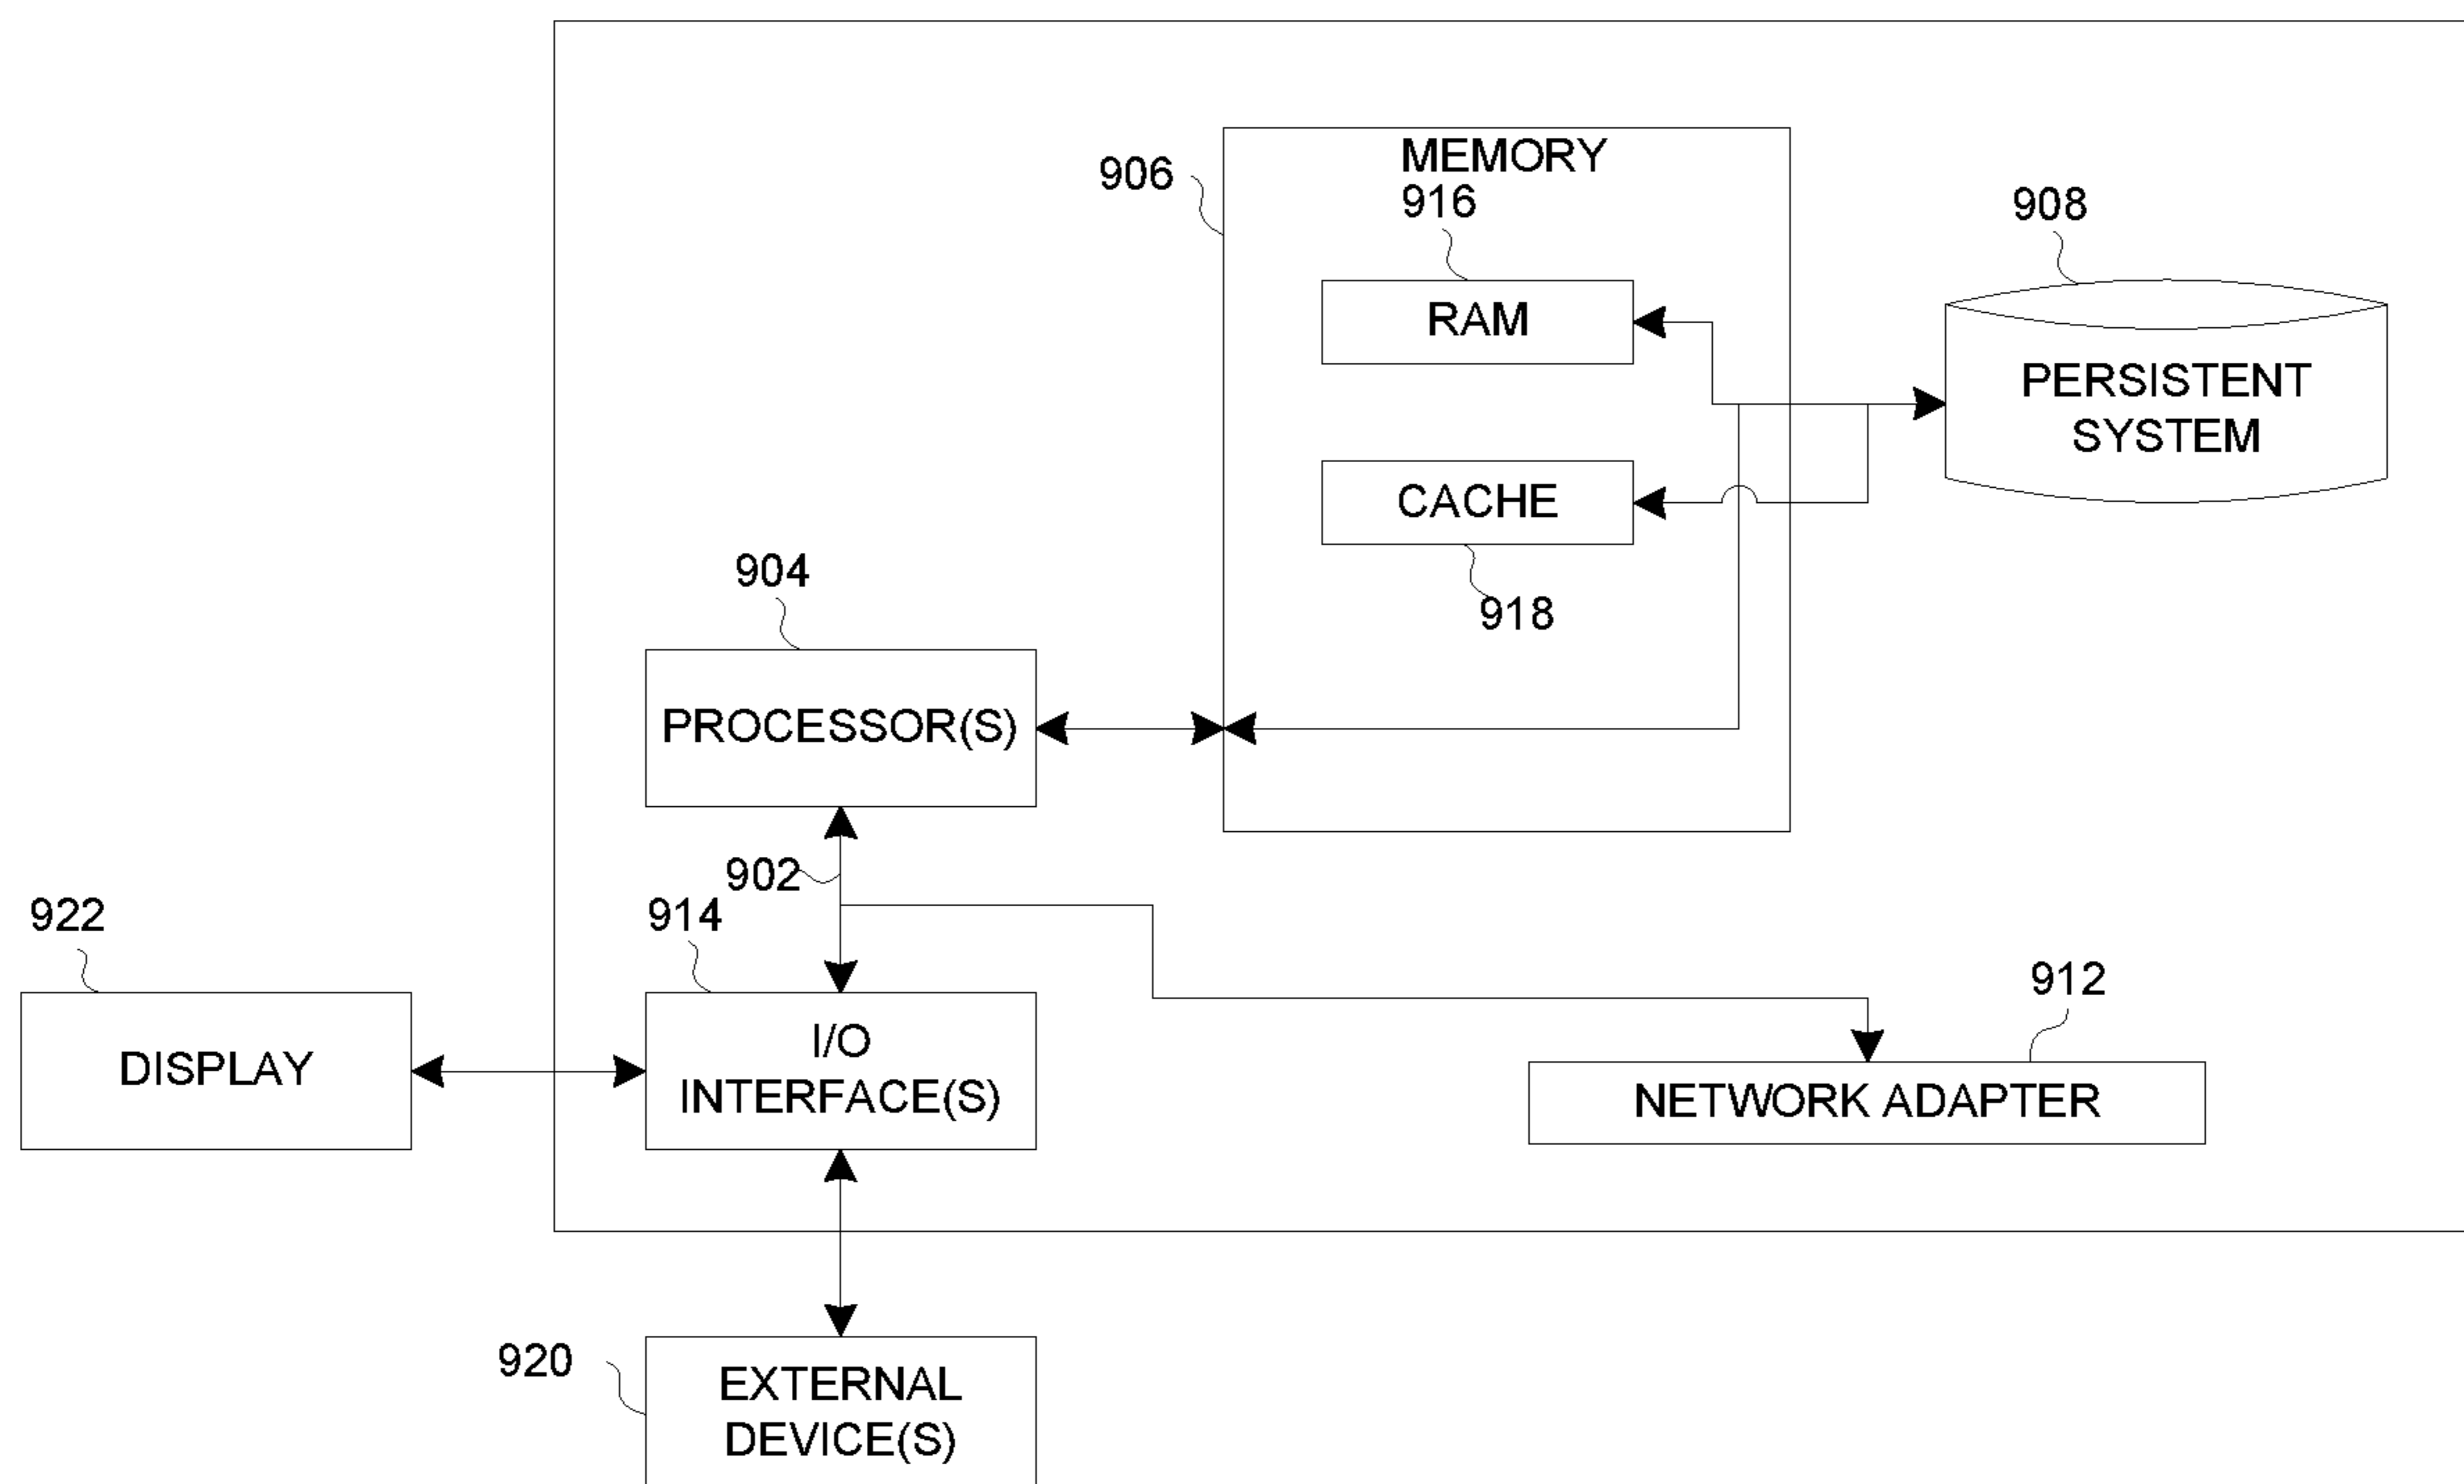 MEMORY
906
916
908
RAM
PERSISTENT
SYSTEM
CACHE
904
918
PROCESSOR(S)
902
922
914
912
DISPLAY
I/O
INTERFACE(S)
NETWORK ADAPTER
920
EXTERNAL
DEVICE(S)